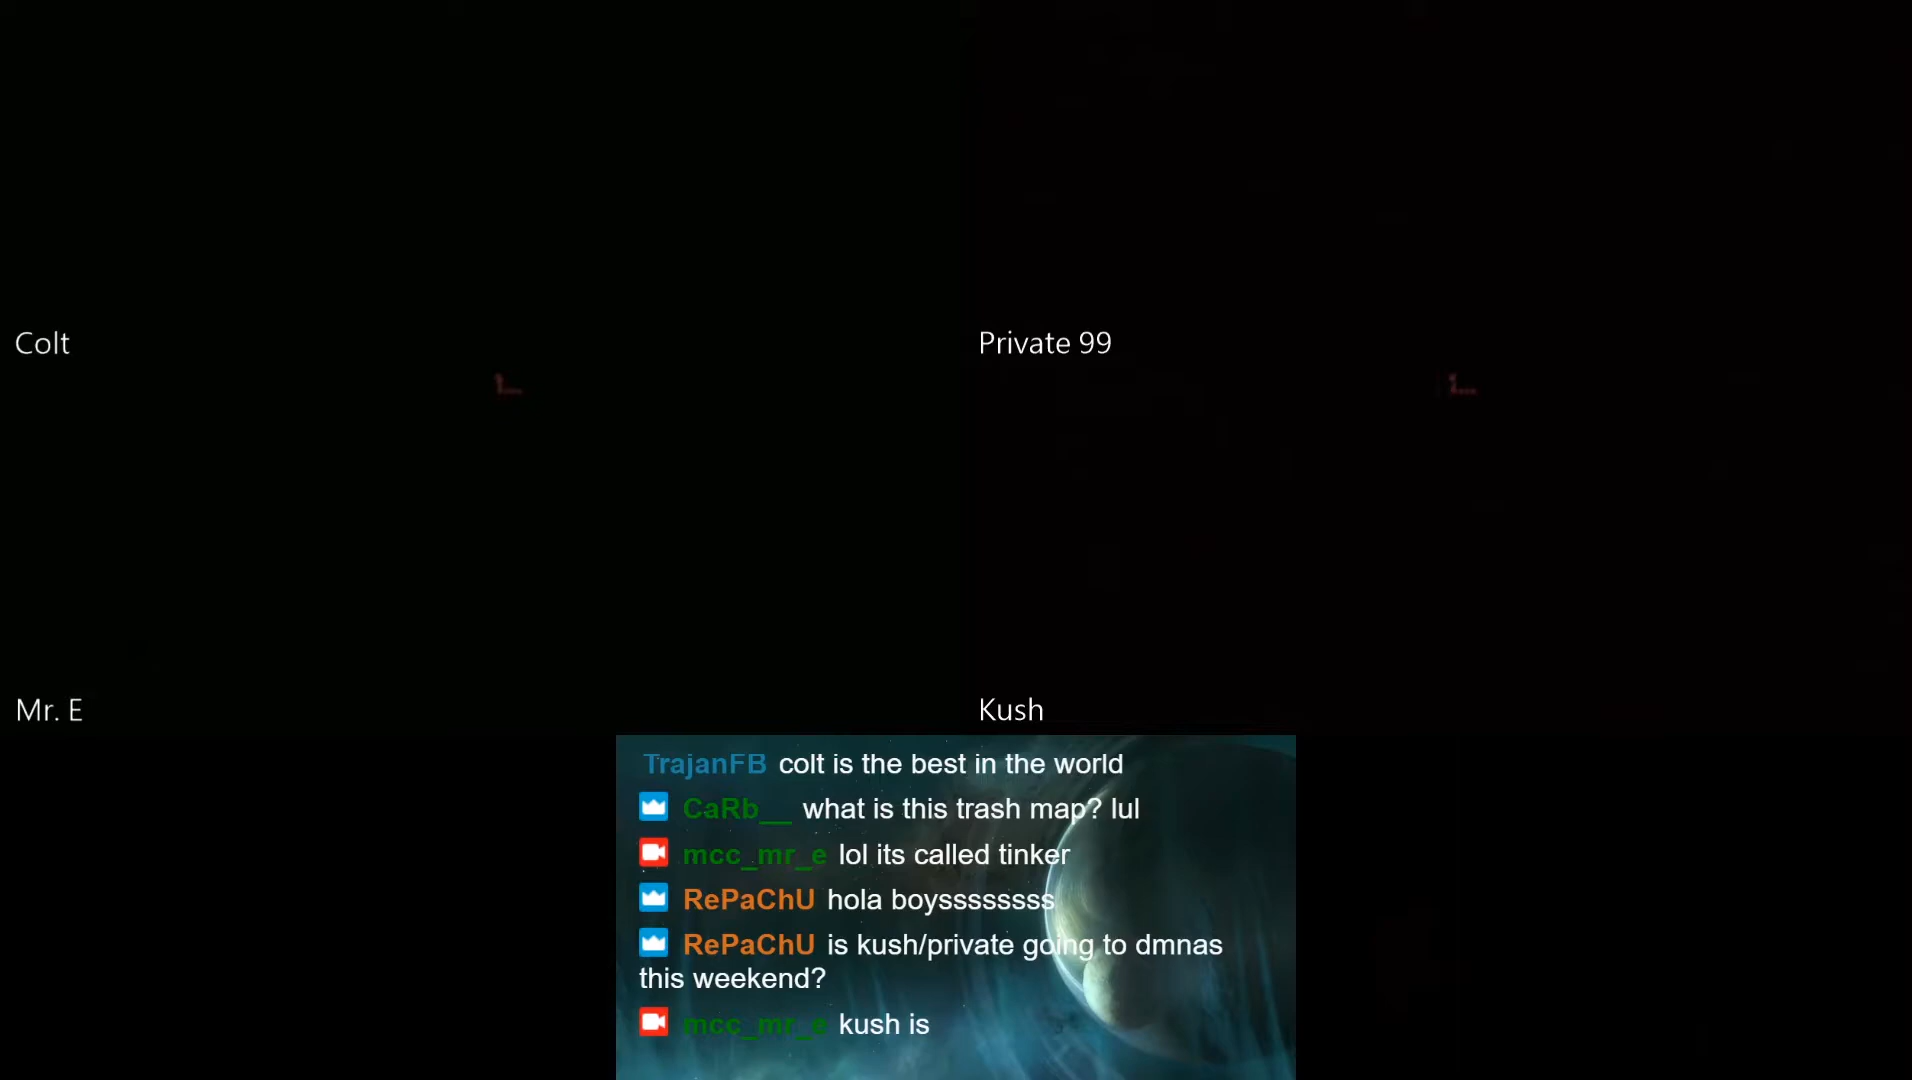 Colt
Private 99
Mr. E
Kush
TrajanFB colt is the best in the world
CaRb__ what is this trash map? lul
mcc_mr_e lol its called tinker
RePaChU hola boyssssssss
RePaChU is kush/private going to dmnas
this weekend?
mcc_mr_e kush is